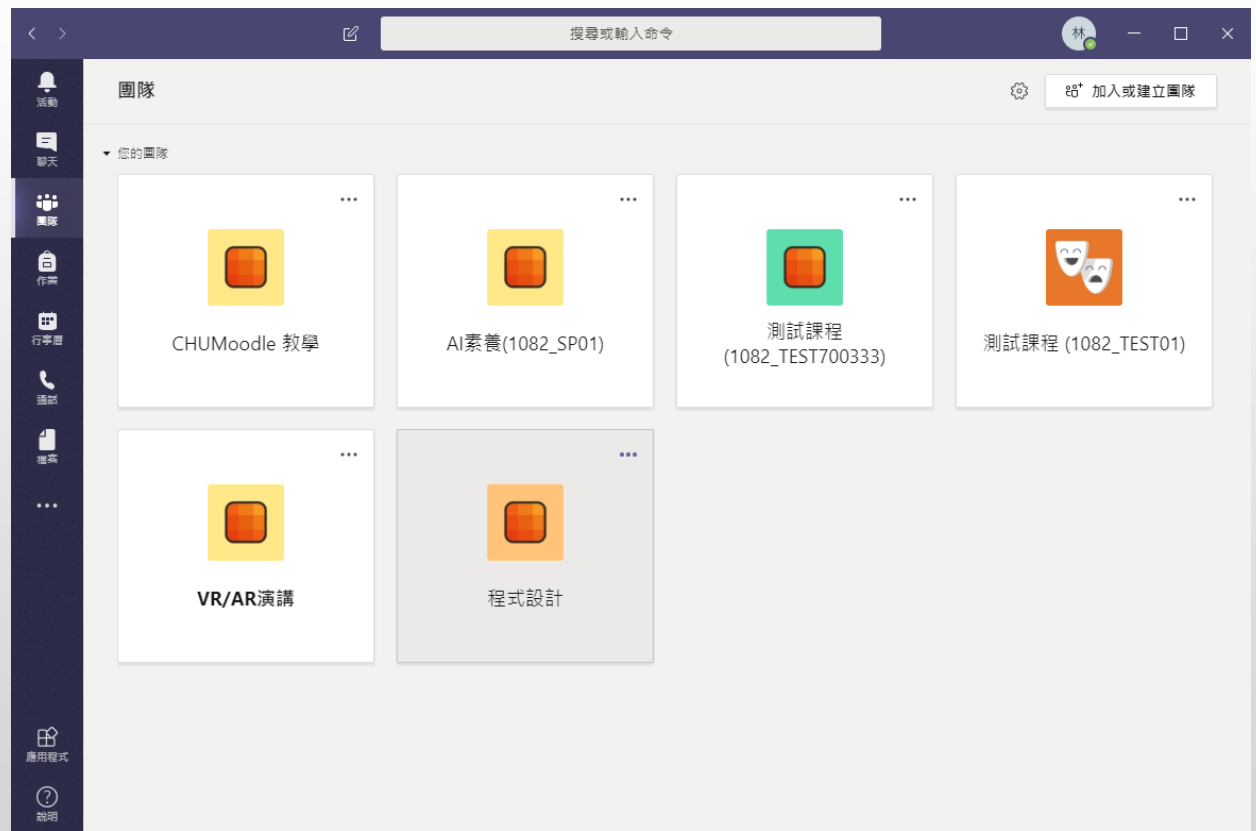 搜尋或輸入命令
林
活動
聊天
團隊
作業
行事曆
通話
檔案
應用程式
說明
團隊
加入或建立團隊
您的團隊
CHUMoodle 教學
AI素養(1082_SP01)
測試課程
(1082_TEST700333)
測試課程 (1082_TEST01)
VR/AR演講
程式設計